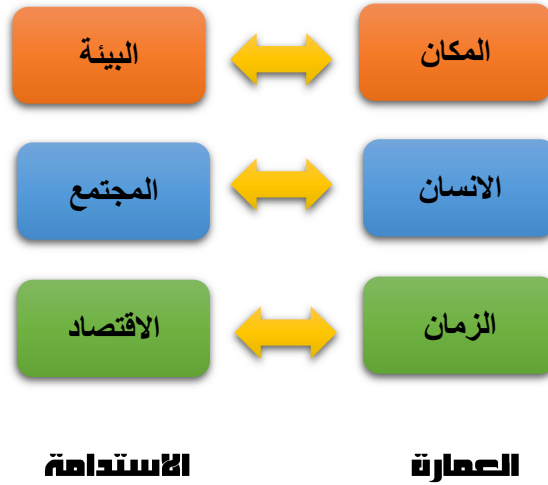 المكان
البيئة
الانسان
المجتمع
الزمان
الاقتصاد
العمارة
الاستدامة